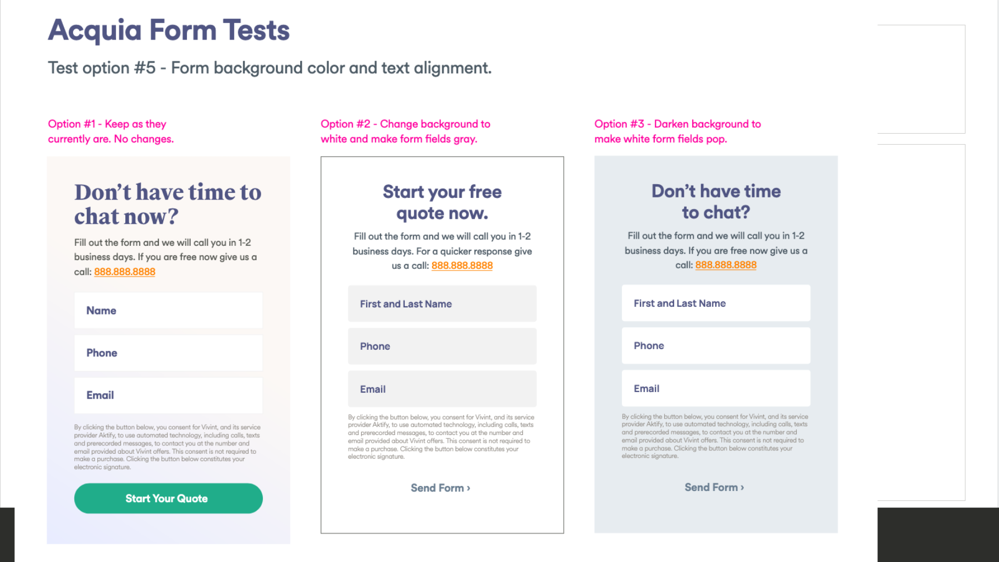 Acquia Form Tests
Test option #5 - Form background color and text alignment.
Option #1 - Keep as they
currently are. No changes.
Don’t have time to
chat now?
Fill out the form and we will call you in 1-2
business days. If you are free now give us a
call: 888.888.8888
Name
Phone
Email
By clicking the button below, you consent for Vivint, and its service
provider Aktify, to use automated technology, including calls, texts
and prerecorded messages, to contact you at the number and
email provided about Vivint offers. This consent is not required to
make a purchase. Clicking the button below constitutes your
electronic signature.
Start Your Quote
Option #2 - Change background to
white and make form fields gray.
Start your free
quote now.
Fill out the form and we will call you in 1-2
business days. For a quicker response give
us a call: 888.888.8888
First and Last Name
Phone
Email
By clicking the button below, you consent for Vivint, and its service
provider Aktify, to use automated technology, including calls, texts
and prerecorded messages, to contact you at the number and
email provided about Vivint offers. This consent is not required to
make a purchase. Clicking the button below constitutes your
electronic signature.
Send Form ›
Option #3 - Darken background to
make white form fields pop.
Don’t have time
to chat?
Fill out the form and we will call you in 1-2
business days. If you are free now give us a
call: 888.888.8888
First and Last Name
Phone
Email
By clicking the button below, you consent for Vivint, and its service
provider Aktify, to use automated technology, including calls, texts
and prerecorded messages, to contact you at the number and
email provided about Vivint offers. This consent is not required to
make a purchase. Clicking the button below constitutes your
electronic signature.
Send Form ›